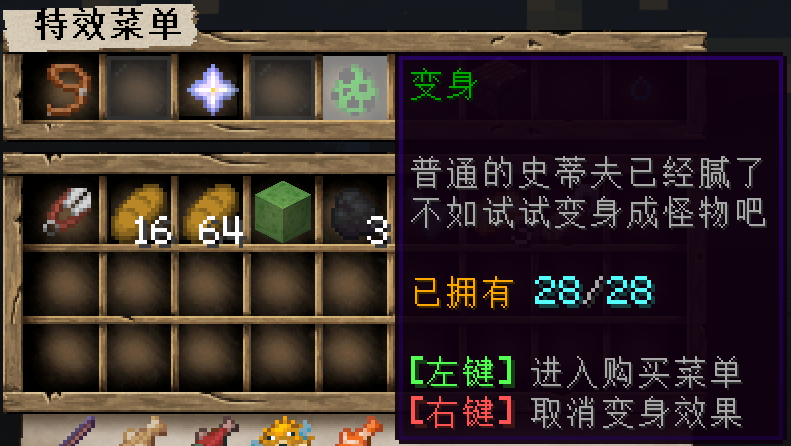 特效菜单
变身
普通的史蒂夫已经腻了
不如试试变身成怪物吧
已拥有 28/28
[左键] 进入购买菜单
[右键] 取消变身效果
16
64
3